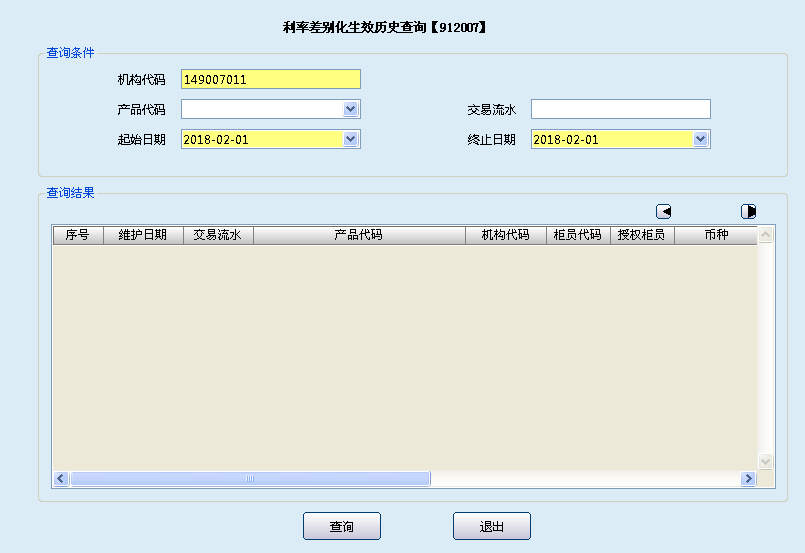 利率差别化生效历史查询【912007】
查询条件
机构代码 149007011
产品代码 交易流水
起始日期 2018-02-01 终止日期 2018-02-01
查询结果
序号 维护日期 交易流水 产品代码 机构代码 柜员代码 授权柜员 币种
查询 退出